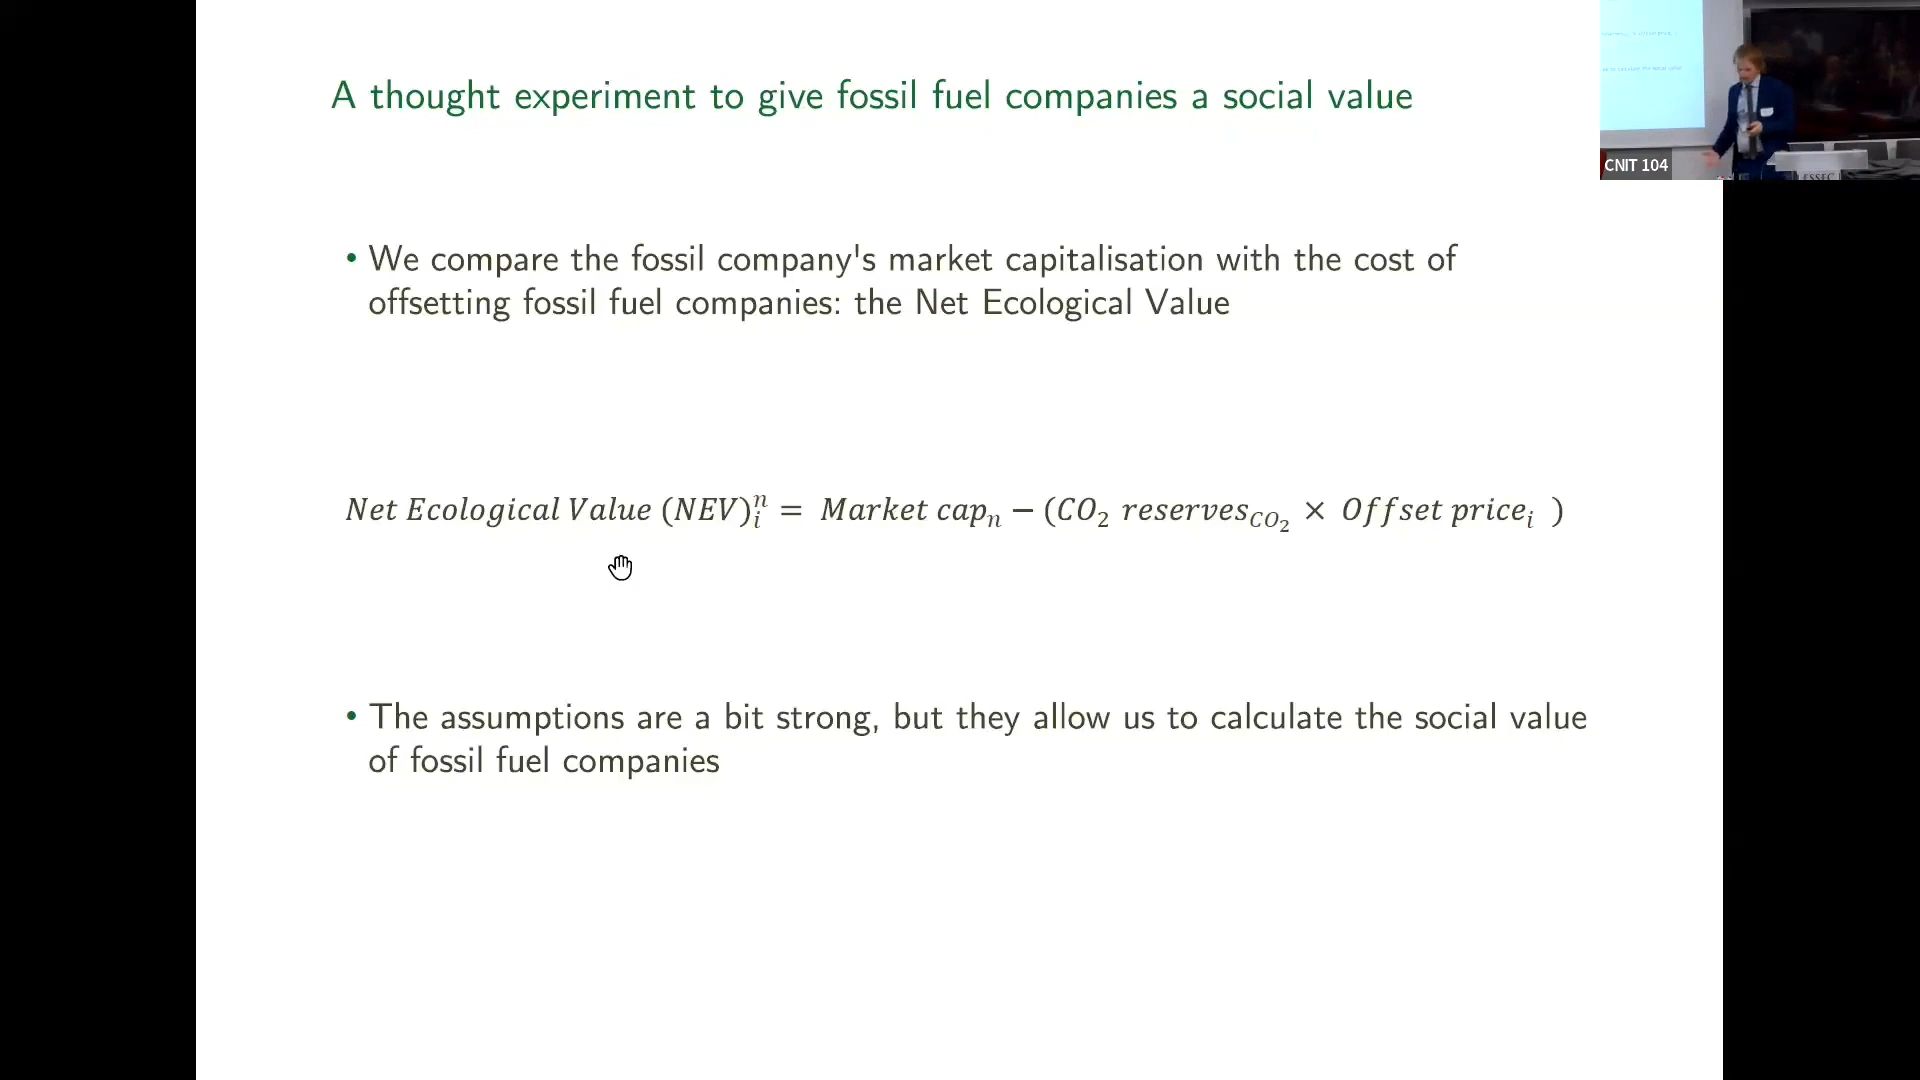 A thought experiment to give fossil fuel companies a social value
CNIT 104
ESSEC
• We compare the fossil company's market capitalisation with the cost of
offsetting fossil fuel companies: the Net Ecological Value
Net Ecological Value (NEV)ᵢⁿ = Market capₙ − (CO₂ reserves_CO₂ × Offset priceᵢ )
• The assumptions are a bit strong, but they allow us to calculate the social value
of fossil fuel companies